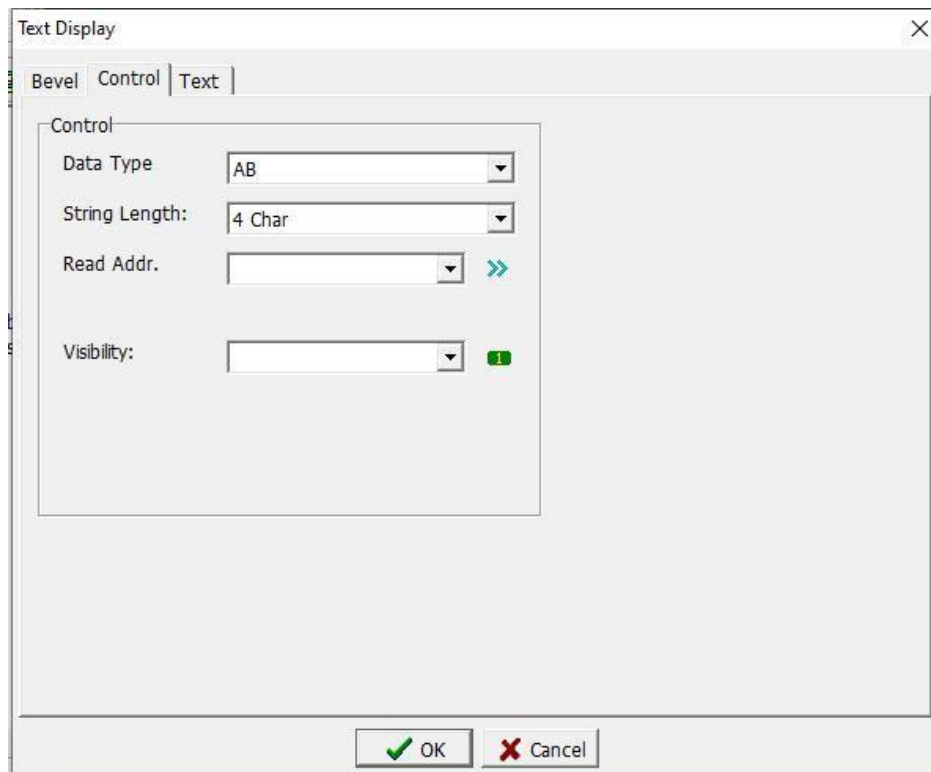 Text Display
Bevel Control Text
Control
Data Type AB
String Length: 4 Char
Read Addr.
Visibility: 1
OK Cancel